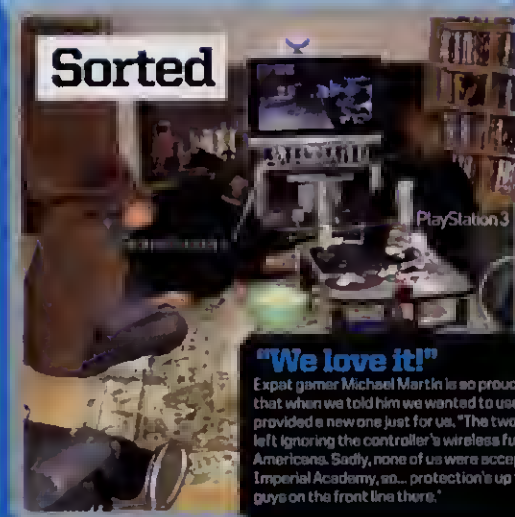 Sorted
PlayStation 3
"We love it!"
Expat gamer Michael Martin is so proud
that when we told him we wanted to use
provided a new one just for us. "The two
left ignoring the controller's wireless fu
Americans. Sadly, none of us were accep
Imperial Academy, so... protection's up
guys on the front line there."